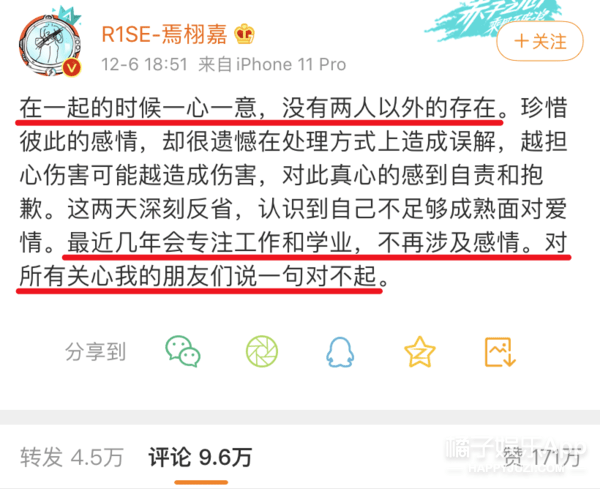 赤子之心
R1SE-焉栩嘉
+关注
12-6 18:51 来自 iPhone 11 Pro
在一起的时候一心一意，没有两人以外的存在。珍惜
彼此的感情，却很遗憾在处理方式上造成误解，越担
心伤害可能越造成伤害，对此真心的感到自责和抱
歉。这两天深刻反省，认识到自己不足够成熟面对爱
情。最近几年会专注工作和学业，不再涉及感情。对
所有关心我的朋友们说一句对不起。
分享到
转发 4.5万 评论 9.6万 赞 171万
橘子娱乐APP
HAPPYJUZI.COM